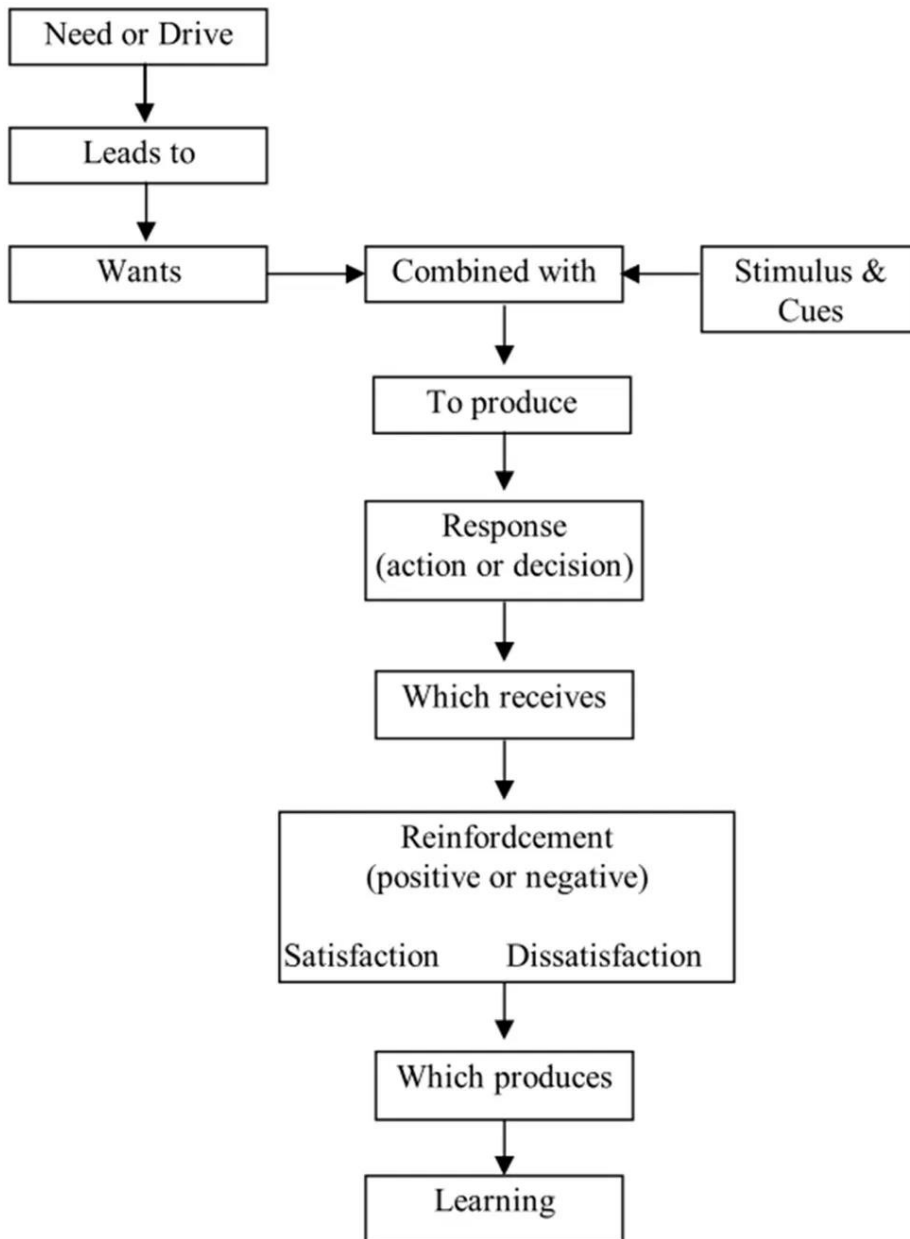 Need or Drive
Leads to
Wants
Combined with
Stimulus &
Cues
To produce
Response
(action or decision)
Which receives
Reinfordcement
(positive or negative)
Satisfaction Dissatisfaction
Which produces
Learning